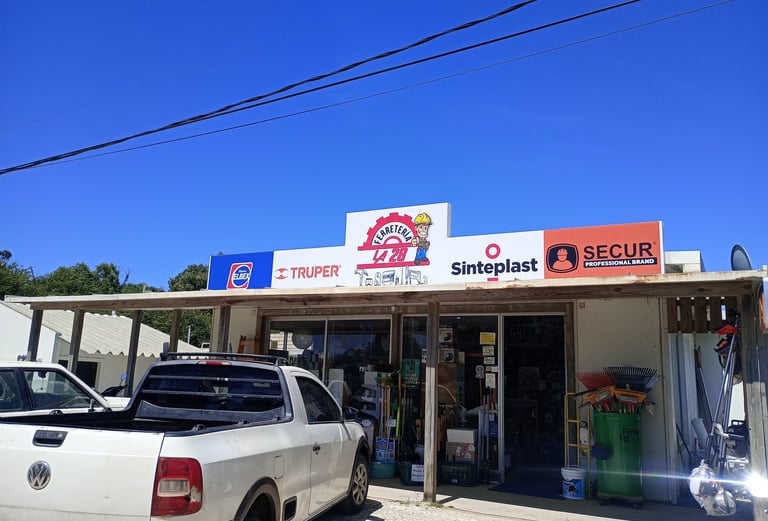 FERRETERIA
LA 28
ELBEX
TRUPER
Sinteplast
SECUR
PROFESSIONAL BRAND